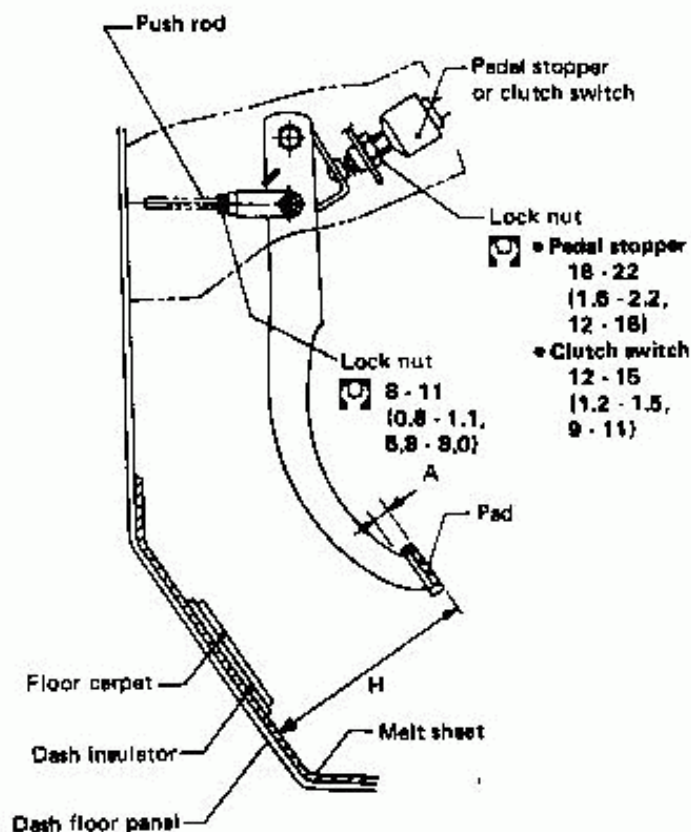 Push rod
Pedal stopper
or clutch switch
Lock nut
• Pedal stopper
16 - 22
(1.6 - 2.2,
12 - 16)
• Clutch switch
12 - 15
(1.2 - 1.5,
9 - 11)
Lock nut
8 - 11
(0.8 - 1.1,
5.8 - 8.0)
A
Pad
H
Floor carpet
Dash insulator
Melt sheet
Dash floor panel